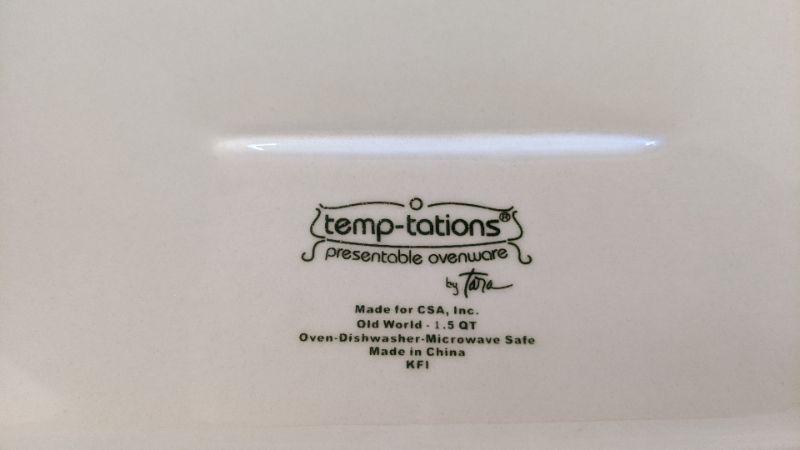 temp-tations®
presentable ovenware
by Tara
Made for CSA, Inc.
Old World - 1.5 QT
Oven-Dishwasher-Microwave Safe
Made in China
KFI